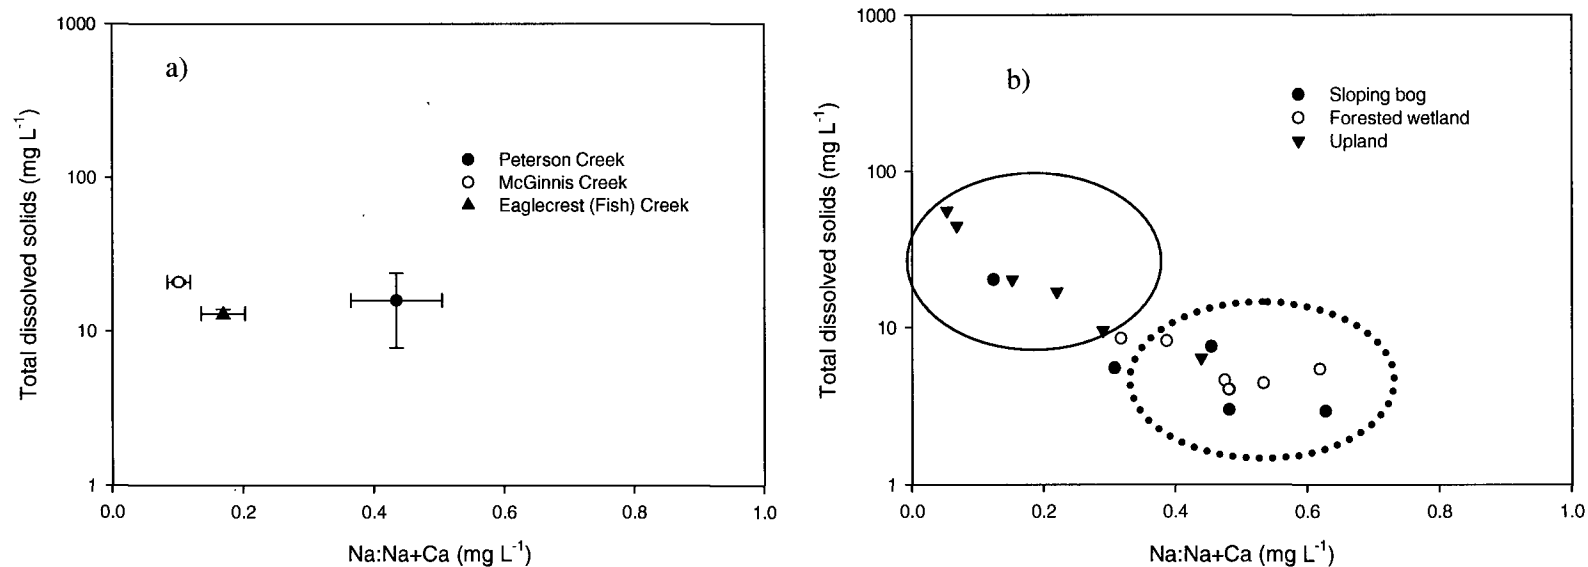 a)
1000
100
10
1
Total dissolved solids (mg L-1)
Peterson Creek
McGinnis Creek
Eaglecrest (Fish) Creek
0.0 0.2 0.4 0.6 0.8 1.0
Na:Na+Ca (mg L-1)
b)
1000
100
10
1
Total dissolved solids (mg L-1)
Sloping bog
Forested wetland
Upland
0.0 0.2 0.4 0.6 0.8 1.0
Na:Na+Ca (mg L-1)